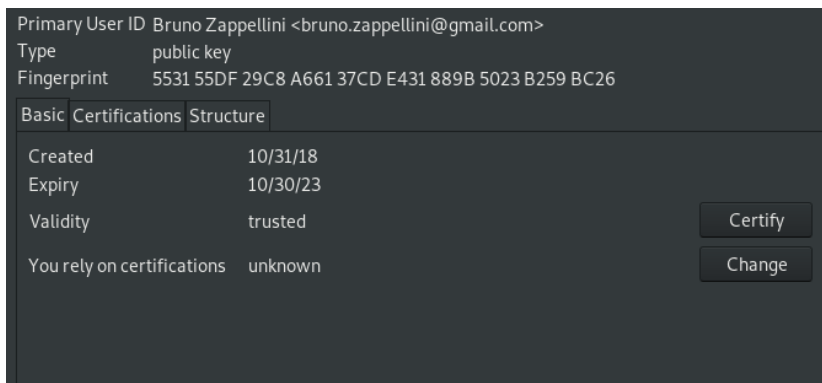 Primary User ID Bruno Zappellini <bruno.zappellini@gmail.com>
Type public key
Fingerprint 5531 55DF 29C8 A661 37CD E431 889B 5023 B259 BC26
Basic Certifications Structure
Created 10/31/18
Expiry 10/30/23
Validity trusted Certify
You rely on certifications unknown Change